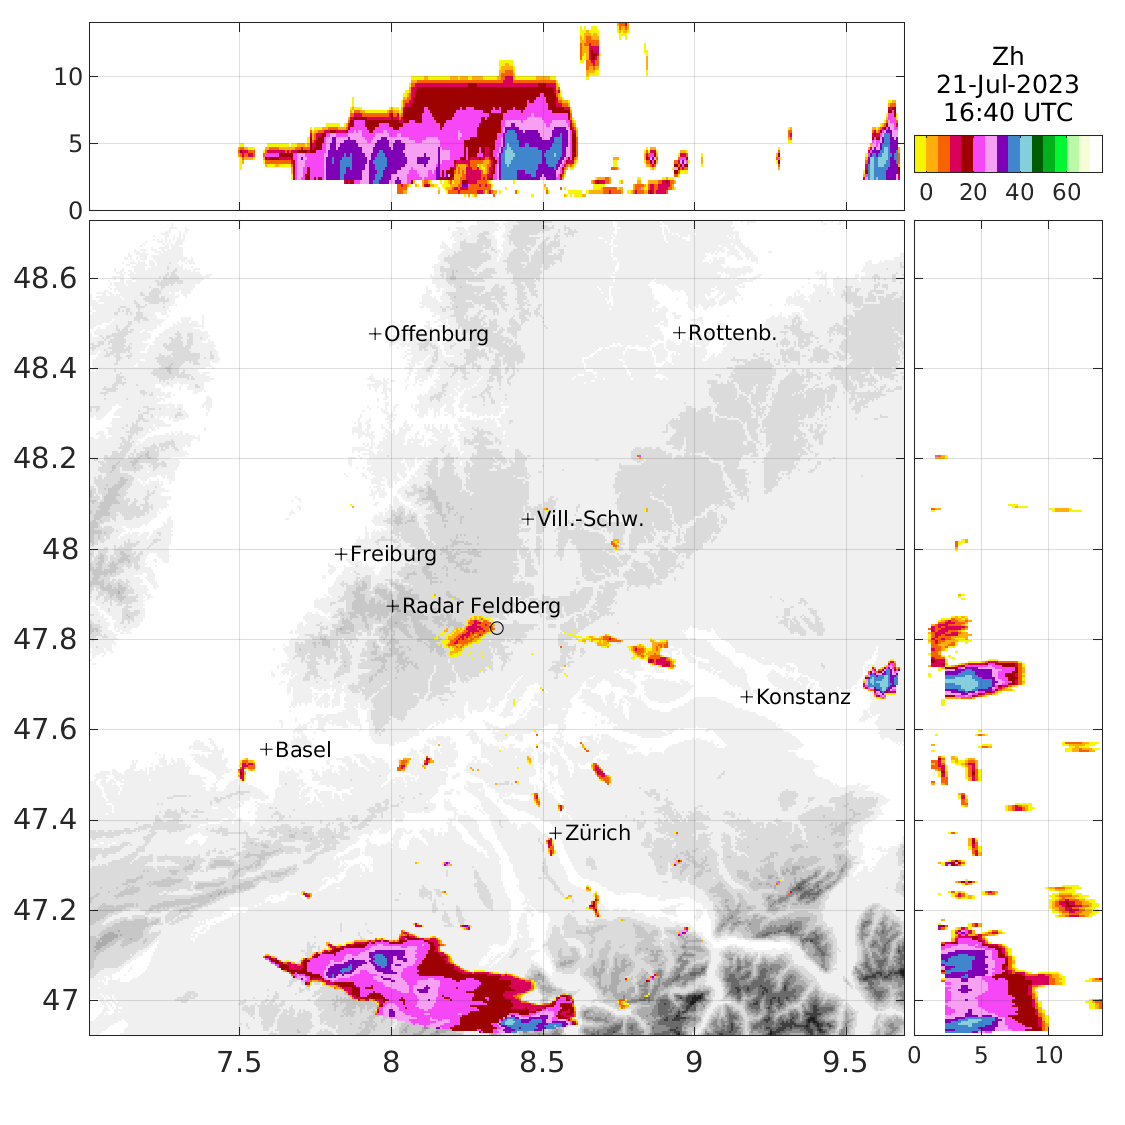 10
5
0
Zh
21-Jul-2023
16:40 UTC
0 20 40 60
48.6
48.4
48.2
48
47.8
47.6
47.4
47.2
47
+Offenburg
+Rottenb.
+Vill.-Schw.
+Freiburg
+Radar Feldberg
+Konstanz
+Basel
+Zürich
7.5 8 8.5 9 9.5
0 5 10